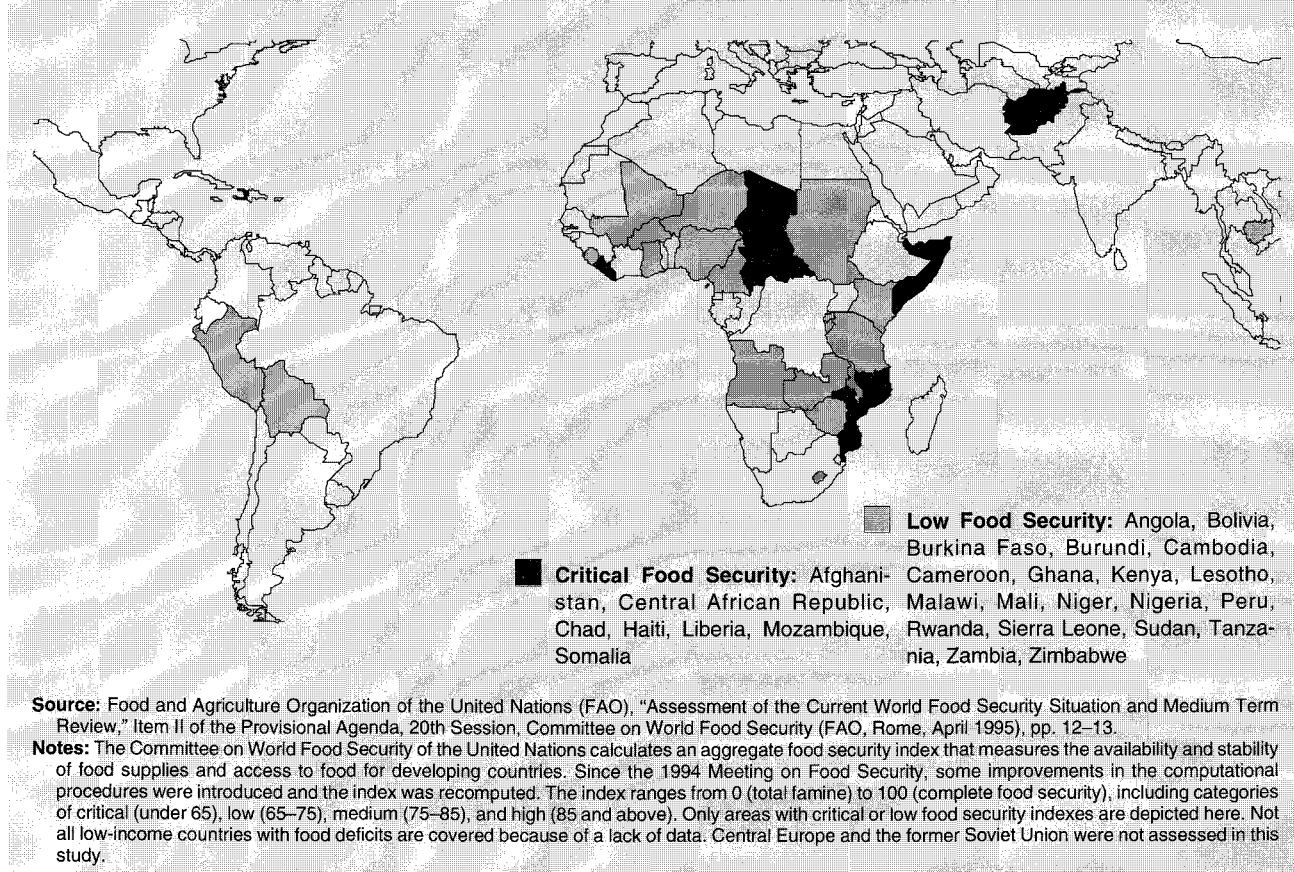 Low Food Security: Angola, Bolivia,
Burkina Faso, Burundi, Cambodia,
Cameroon, Ghana, Kenya, Lesotho,
Malawi, Mali, Niger, Nigeria, Peru,
Rwanda, Sierra Leone, Sudan, Tanza-
nia, Zambia, Zimbabwe
Critical Food Security: Afghani-
stan, Central African Republic,
Chad, Haiti, Liberia, Mozambique,
Somalia
Source: Food and Agriculture Organization of the United Nations (FAO), “Assessment of the Current World Food Security Situation and Medium Term
Review,” Item II of the Provisional Agenda, 20th Session, Committee on World Food Security (FAO, Rome, April 1995), pp. 12–13.
Notes: The Committee on World Food Security of the United Nations calculates an aggregate food security index that measures the availability and stability
of food supplies and access to food for developing countries. Since the 1994 Meeting on Food Security, some improvements in the computational
procedures were introduced and the index was recomputed. The index ranges from 0 (total famine) to 100 (complete food security), including categories
of critical (under 65), low (65–75), medium (75–85), and high (85 and above). Only areas with critical or low food security indexes are depicted here. Not
all low-income countries with food deficits are covered because of a lack of data. Central Europe and the former Soviet Union were not assessed in this
study.